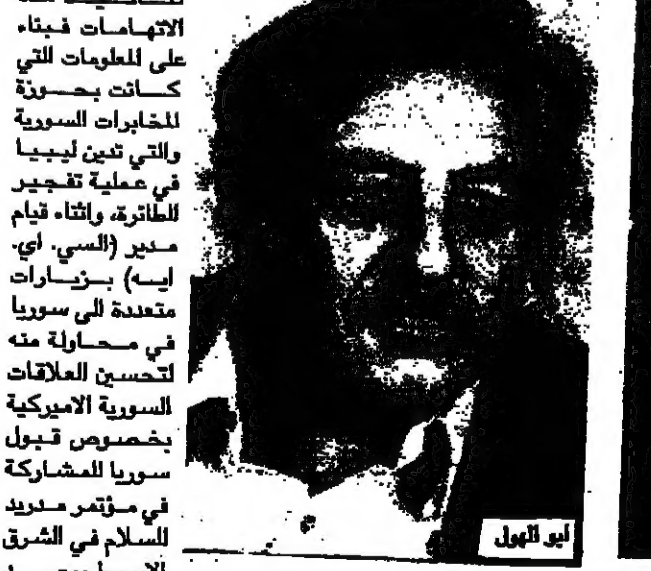 الاتهامات فبناء
على المعلومات التي
كانت بحوزة
المخابرات السورية
والتي تدين ليبيا
في عملية تفجير
الطائرة، واثناء قيام
مدير (السي. اي.
ايه) بزيارات
متعددة الى سوريا
في محاولة منه
لتحسين العلاقات
السورية الاميركية
بخصوص قبول
سوريا المشاركة
في مؤتمر مدريد
للسلام في الشرق
ابو الهول